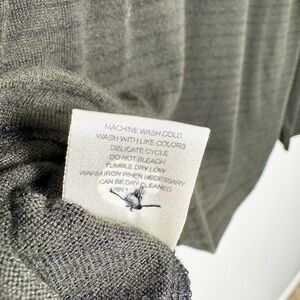 MACHINE WASH COLD
WASH WITH LIKE COLORS
DELICATE CYCLE
DO NOT BLEACH
TUMBLE DRY LOW
WARM IRON WHEN NECESSARY
CAN BE DRY CLEANED